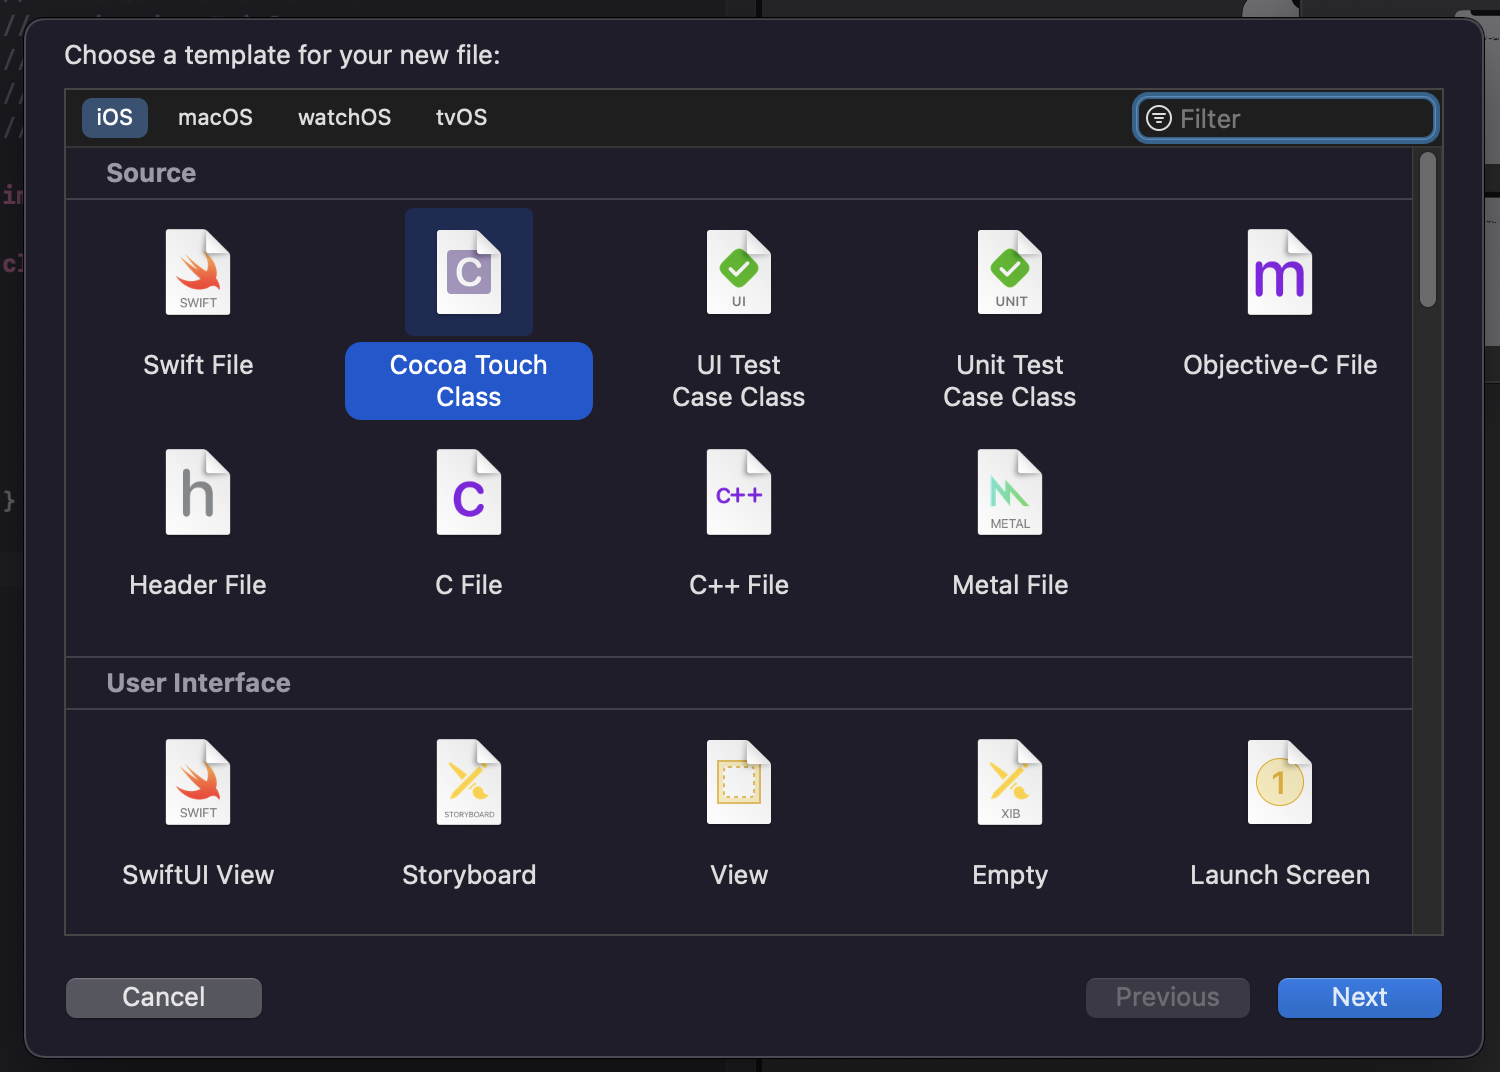 Choose a template for your new file:
iOS macOS watchOS tvOS Filter
Source
SWIFT
C
UI
UNIT
m
Swift File
Cocoa Touch
Class
UI Test
Case Class
Unit Test
Case Class
Objective-C File
h
C
C++
METAL
Header File
C File
C++ File
Metal File
User Interface
SWIFT
STORYBOARD
XIB
1
SwiftUI View
Storyboard
View
Empty
Launch Screen
Cancel
Previous
Next